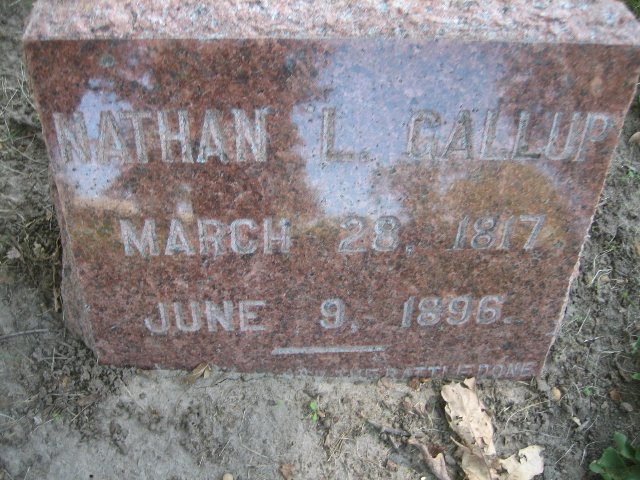 NATHAN L. GALLUP
MARCH 28, 1817.
JUNE 9, 1896.
BATTLE DONE